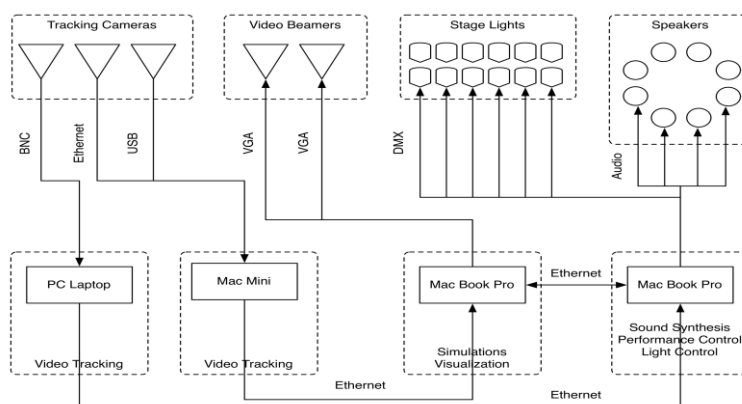 Tracking Cameras
Video Beamers
Stage Lights
Speakers
BNC
Ethernet
USB
VGA
VGA
DMX
Audio
PC Laptop
Video Tracking
Mac Mini
Video Tracking
Mac Book Pro
Simulations
Visualization
Ethernet
Mac Book Pro
Sound Synthesis
Performance Control
Light Control
Ethernet
Ethernet